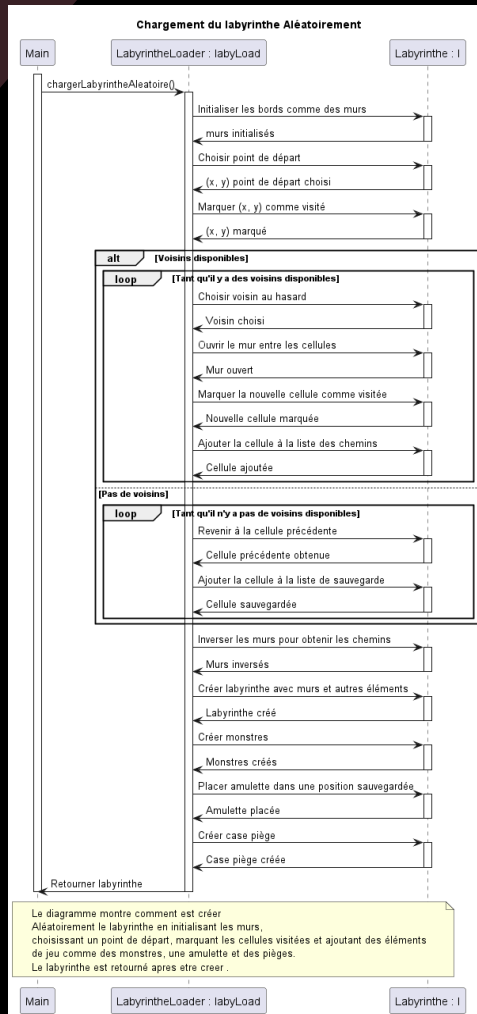 Chargement du labyrinthe Aléatoirement
Main
LabyrintheLoader : labyLoad
Labyrinthe : l
chargerLabyrintheAleatoire()
Initialiser les bords comme des murs
murs initialisés
Choisir point de départ
(x, y) point de départ choisi
Marquer (x, y) comme visité
(x, y) marqué
alt [Voisins disponibles]
loop [Tant qu'il y a des voisins disponibles]
Choisir voisin au hasard
Voisin choisi
Ouvrir le mur entre les cellules
Mur ouvert
Marquer la nouvelle cellule comme visitée
Nouvelle cellule marquée
Ajouter la cellule à la liste des chemins
Cellule ajoutée
[Pas de voisins]
loop [Tant qu'il n'y a pas de voisins disponibles]
Revenir à la cellule précédente
Cellule précédente obtenue
Ajouter la cellule à la liste de sauvegarde
Cellule sauvegardée
Inverser les murs pour obtenir les chemins
Murs inversés
Créer labyrinthe avec murs et autres éléments
Labyrinthe créé
Créer monstres
Monstres créés
Placer amulette dans une position sauvegardée
Amulette placée
Créer case piège
Case piège créée
Retourner labyrinthe
Le diagramme montre comment est créer
Aléatoirement le labyrinthe en initialisant les murs,
choisissant un point de départ, marquant les cellules visitées et ajoutant des éléments
de jeu comme des monstres, une amulette et des pièges.
Le labyrinthe est retourné apres etre creer .
Main
LabyrintheLoader : labyLoad
Labyrinthe : l